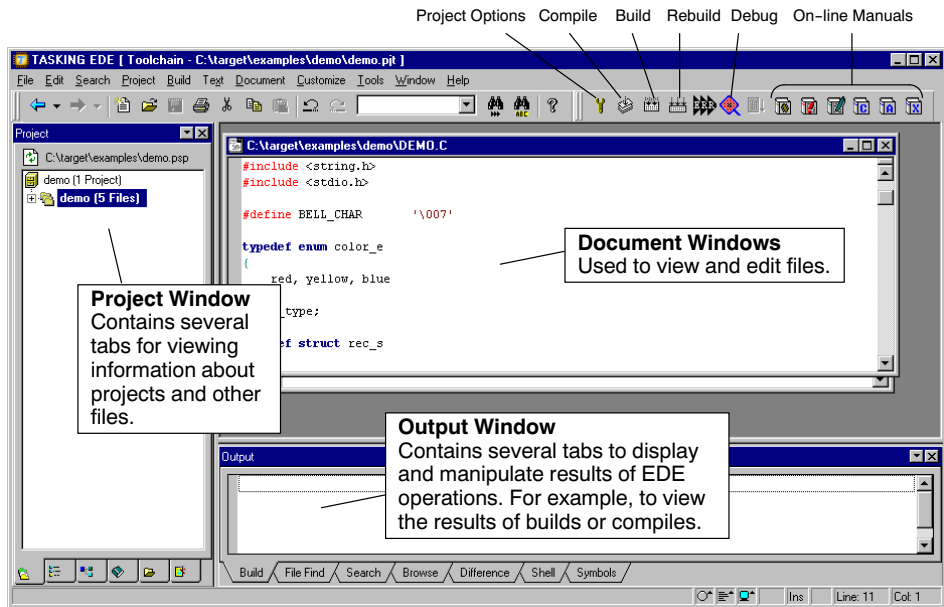 Project Options Compile Build Rebuild Debug On-line Manuals
TASKING EDE [ Toolchain - C:\target\examples\demo\demo.pjt ]
File Edit Search Project Build Text Document Customize Tools Window Help
Project
C:\target\examples\demo.psp
demo (1 Project)
demo (5 Files)
C:\target\examples\demo\DEMO.C
#include <string.h>
#include <stdio.h>
#define BELL_CHAR '\007'
typedef enum color_e
{
red, yellow, blue
_type;
ef struct rec_s
Document Windows
Used to view and edit files.
Project Window
Contains several
tabs for viewing
information about
projects and other
files.
Output Window
Contains several tabs to display
and manipulate results of EDE
operations. For example, to view
the results of builds or compiles.
Output
Build File Find Search Browse Difference Shell Symbols
Ins Line: 11 Col: 1